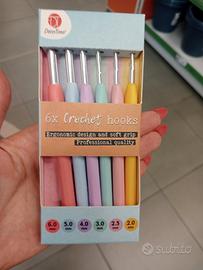 DecoTime
6x Crochet hooks
Ergonomic design and soft grip
Professional quality
6.0 5.0 4.0 3.0 2.5 2.0
subito